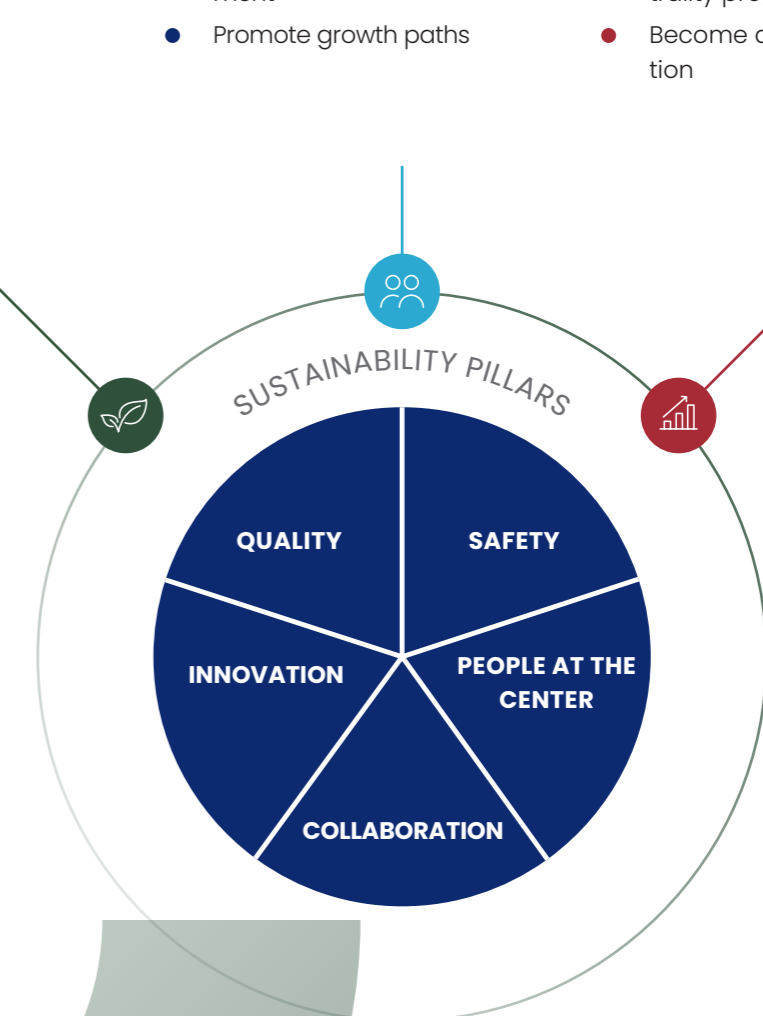 Promote growth paths
Become
tion
SUSTAINABILITY PILLARS
QUALITY
SAFETY
INNOVATION
PEOPLE AT THE
CENTER
COLLABORATION